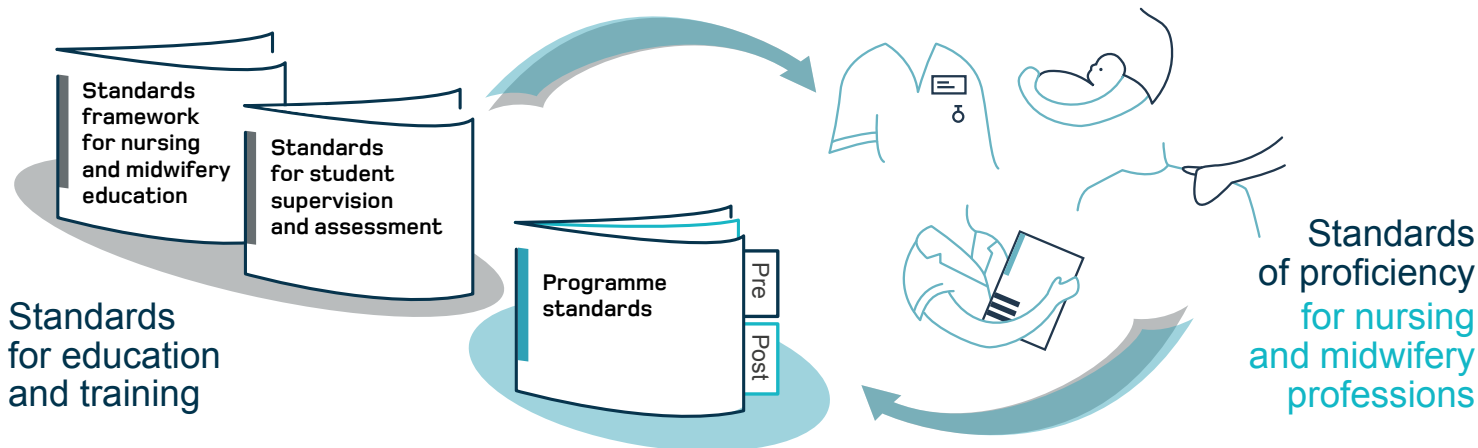 Standards
framework
for nursing
and midwifery
education
Standards
for student
supervision
and assessment
Programme
standards
Pre
Post
Standards
for education
and training
Standards
of proficiency
for nursing
and midwifery
professions